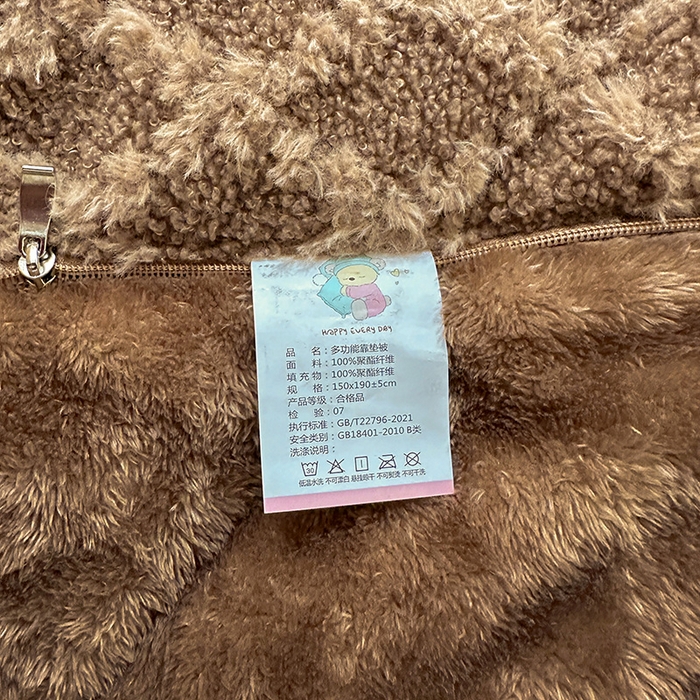 HAPPY EVERY DAY
品 名：多功能靠垫被
面 料：100%聚酯纤维
填 充 物：100%聚酯纤维
规 格：150x190±5cm
产品等级：合格品
检 验：07
执行标准：GB/T22796-2021
安全类别：GB18401-2010 B类
洗涤说明：
30
低温水洗 不可漂白 悬挂晾干 不可熨烫 不可干洗